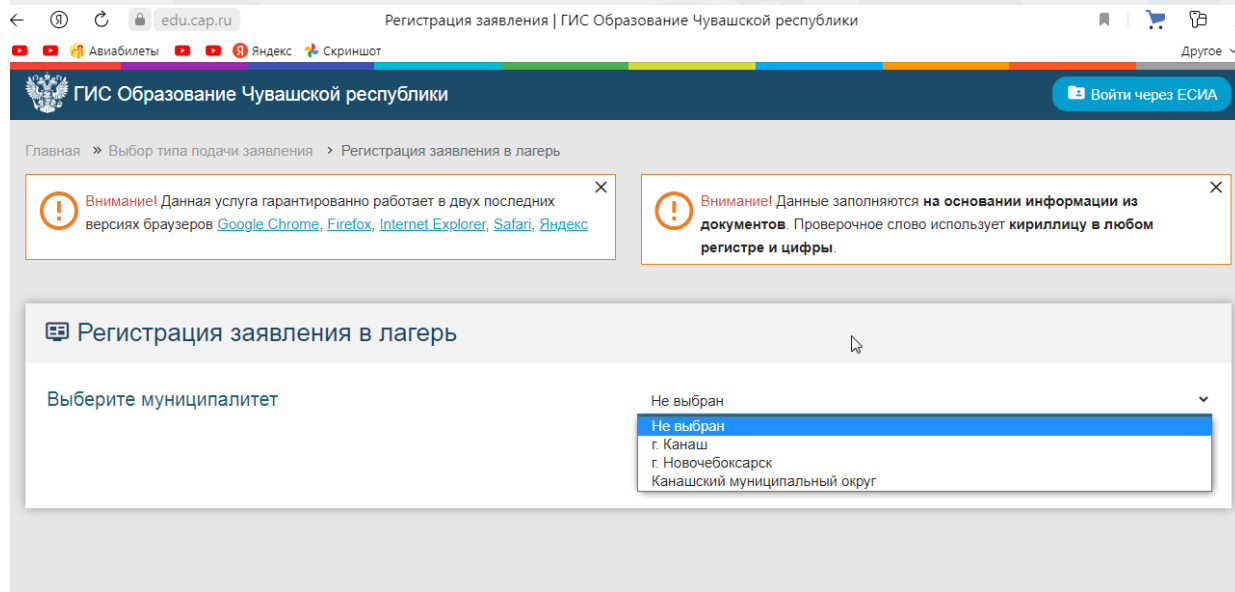 edu.cap.ru
Регистрация заявления | ГИС Образование Чувашской республики
Авиабилеты
Яндекс
Скриншот
Другое
ГИС Образование Чувашской республики
Войти через ЕСИА
Главная » Выбор типа подачи заявления > Регистрация заявления в лагерь
Внимание! Данная услуга гарантированно работает в двух последних
версиях браузеров Google Chrome, Firefox, Internet Explorer, Safari, Яндекс
Внимание! Данные заполняются на основании информации из
документов. Проверочное слово использует кириллицу в любом
регистре и цифры.
Регистрация заявления в лагерь
Выберите муниципалитет
Не выбран
Не выбран
г. Канаш
г. Новочебоксарск
Канашский муниципальный округ